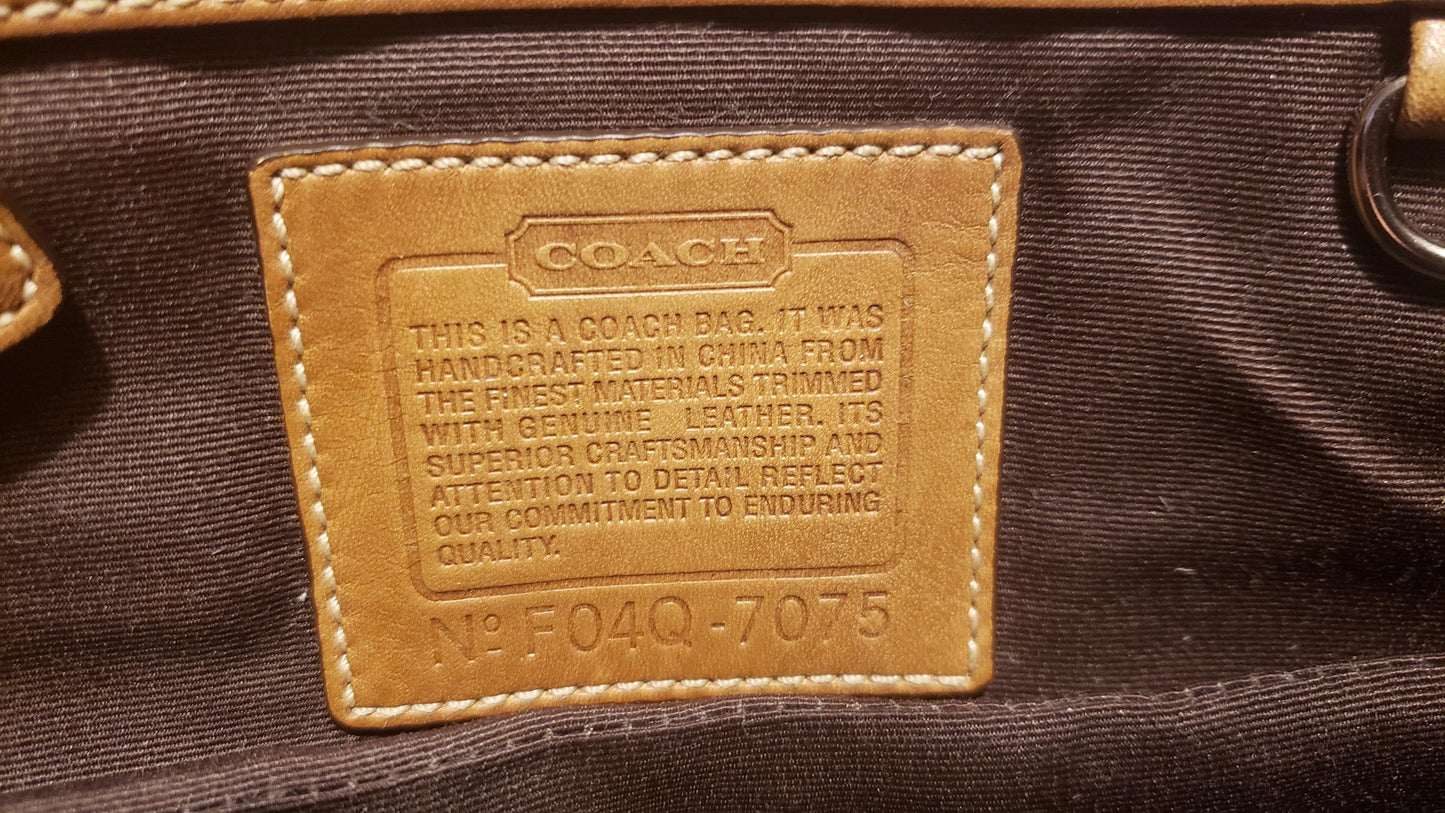 COACH
THIS IS A COACH BAG. IT WAS
HANDCRAFTED IN CHINA FROM
THE FINEST MATERIALS TRIMMED
WITH GENUINE LEATHER. ITS
SUPERIOR CRAFTSMANSHIP AND
ATTENTION TO DETAIL REFLECT
OUR COMMITMENT TO ENDURING
QUALITY.
Nº F04Q-7075